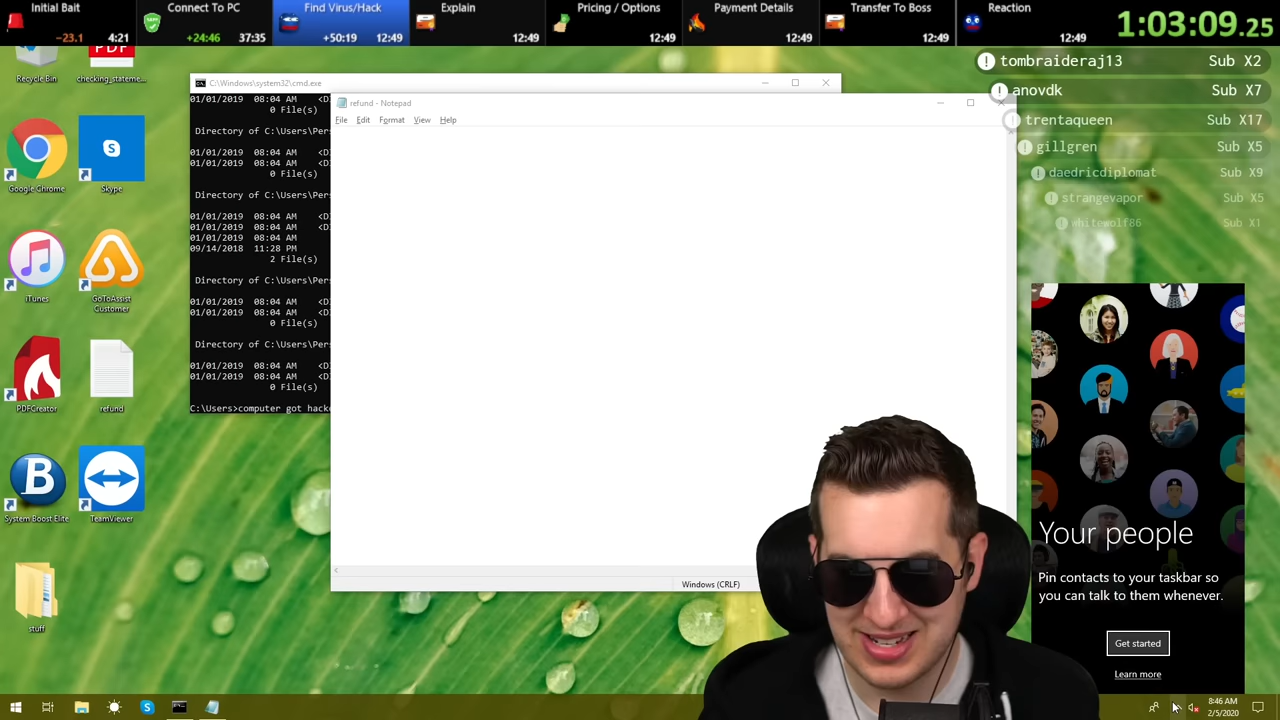 Initial Bait
-23.1 4:21
Connect To PC
+24:46 37:35
Find Virus/Hack
+50:19 12:49
Explain
12:49
Pricing / Options
12:49
Payment Details
12:49
Transfer To Boss
12:49
Reaction
12:49
1:03:09.25
tombraideraj13 Sub X2
anovdk Sub X7
trentaqueen Sub X17
gillgren Sub X5
daedricdiplomat Sub X9
strangevapor Sub X5
whitewolf86 Sub X1
Recycle Bin
PDF
checking_stateme...
Google Chrome
S
Skype
iTunes
GoToAssist
Customer
PDFCreator
refund
B
System Boost Elite
TeamViewer
stuff
C:\Windows\system32\cmd.exe
01/01/2019 08:04 AM <D
0 File(s)
Directory of C:\Users\Per
01/01/2019 08:04 AM <D
01/01/2019 08:04 AM <D
0 File(s)
Directory of C:\Users\Per
01/01/2019 08:04 AM <D
01/01/2019 08:04 AM <D
01/01/2019 08:04 AM
09/14/2018 11:28 PM
2 File(s)
Directory of C:\Users\Per
01/01/2019 08:04 AM <D
01/01/2019 08:04 AM <D
0 File(s)
Directory of C:\Users\Per
01/01/2019 08:04 AM <D
01/01/2019 08:04 AM <D
0 File(s)
C:\Users>computer got hack
refund - Notepad
File Edit Format View Help
Windows (CRLF)
Your people
Pin contacts to your taskbar so
you can talk to them whenever.
Get started
Learn more
8:46 AM
2/5/2020